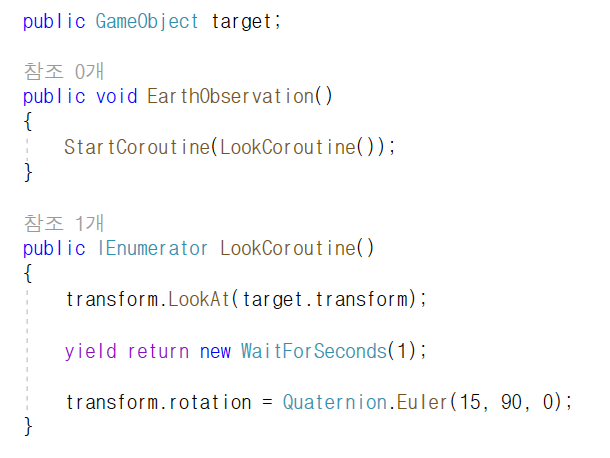 public GameObject target;
참조 0개
public void EarthObservation()
{
StartCoroutine(LookCoroutine());
}
참조 1개
public IEnumerator LookCoroutine()
{
transform.LookAt(target.transform);
yield return new WaitForSeconds(1);
transform.rotation = Quaternion.Euler(15, 90, 0);
}